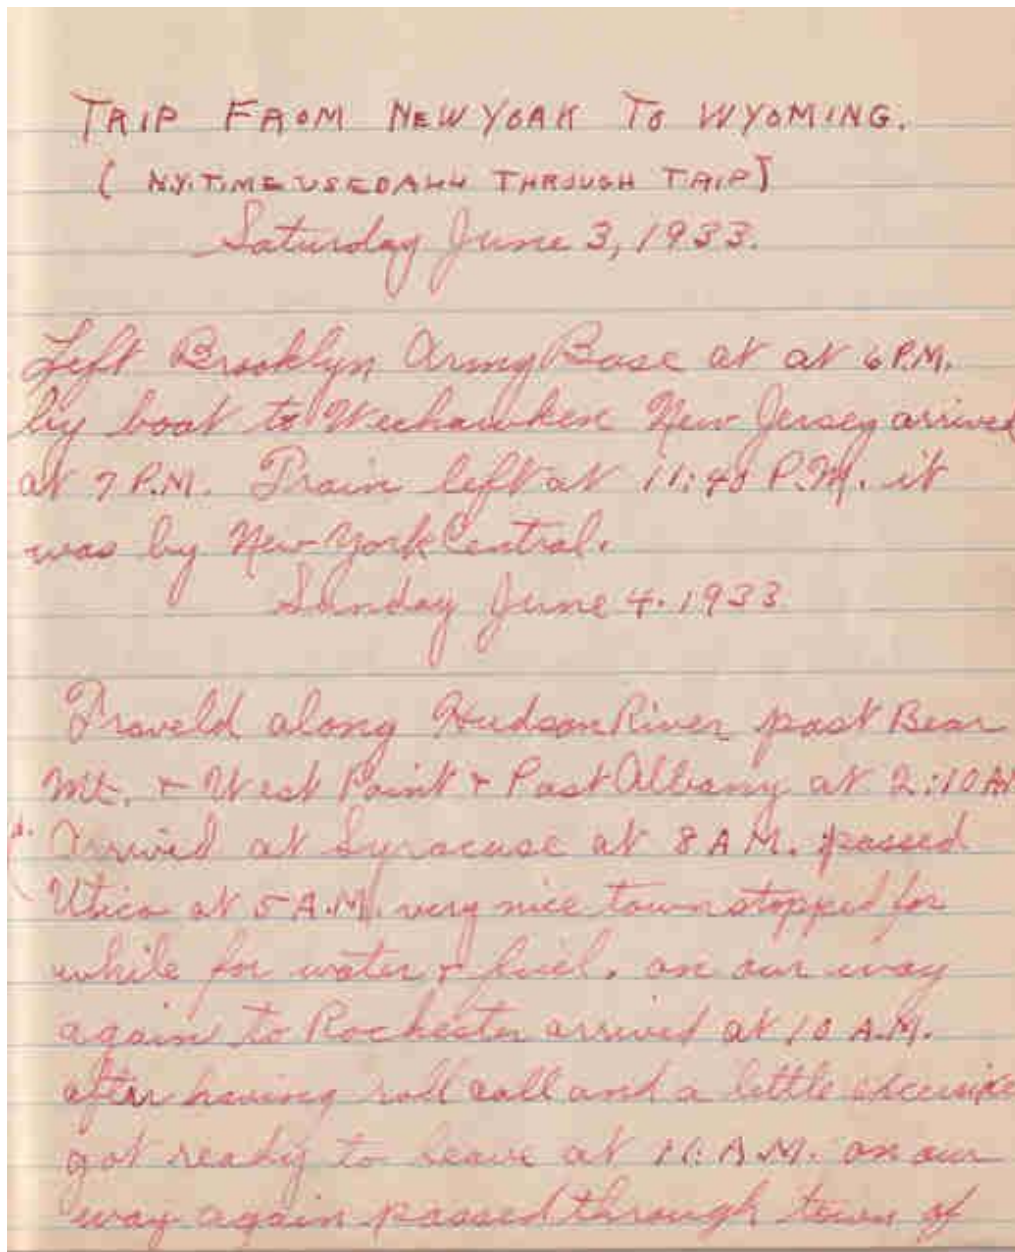 TRIP FROM NEW YORK TO WYOMING.
( N.Y. TIME USED ALL THROUGH TRIP)
Saturday June 3, 1933.
Left Brooklyn Army Base at at 6 P.M.
by boat to Weehawken New Jersey arrived
at 7 P.M. Train left at 11:40 P.M. it
was by New York Central.
Sunday June 4. 1933
Traveld along Hudson River past Bear
Mt. + West Point + Past Albany at 2:10 AM
Arrived at Syracuse at 8 A M. passed
Utica at 5 A.M. very nice town stopped for
while for water + fuel. on our way
again to Rochester arrived at 10 A.M.
after having roll call and a little
got ready to leave at A.M. on our
way again passed through town of